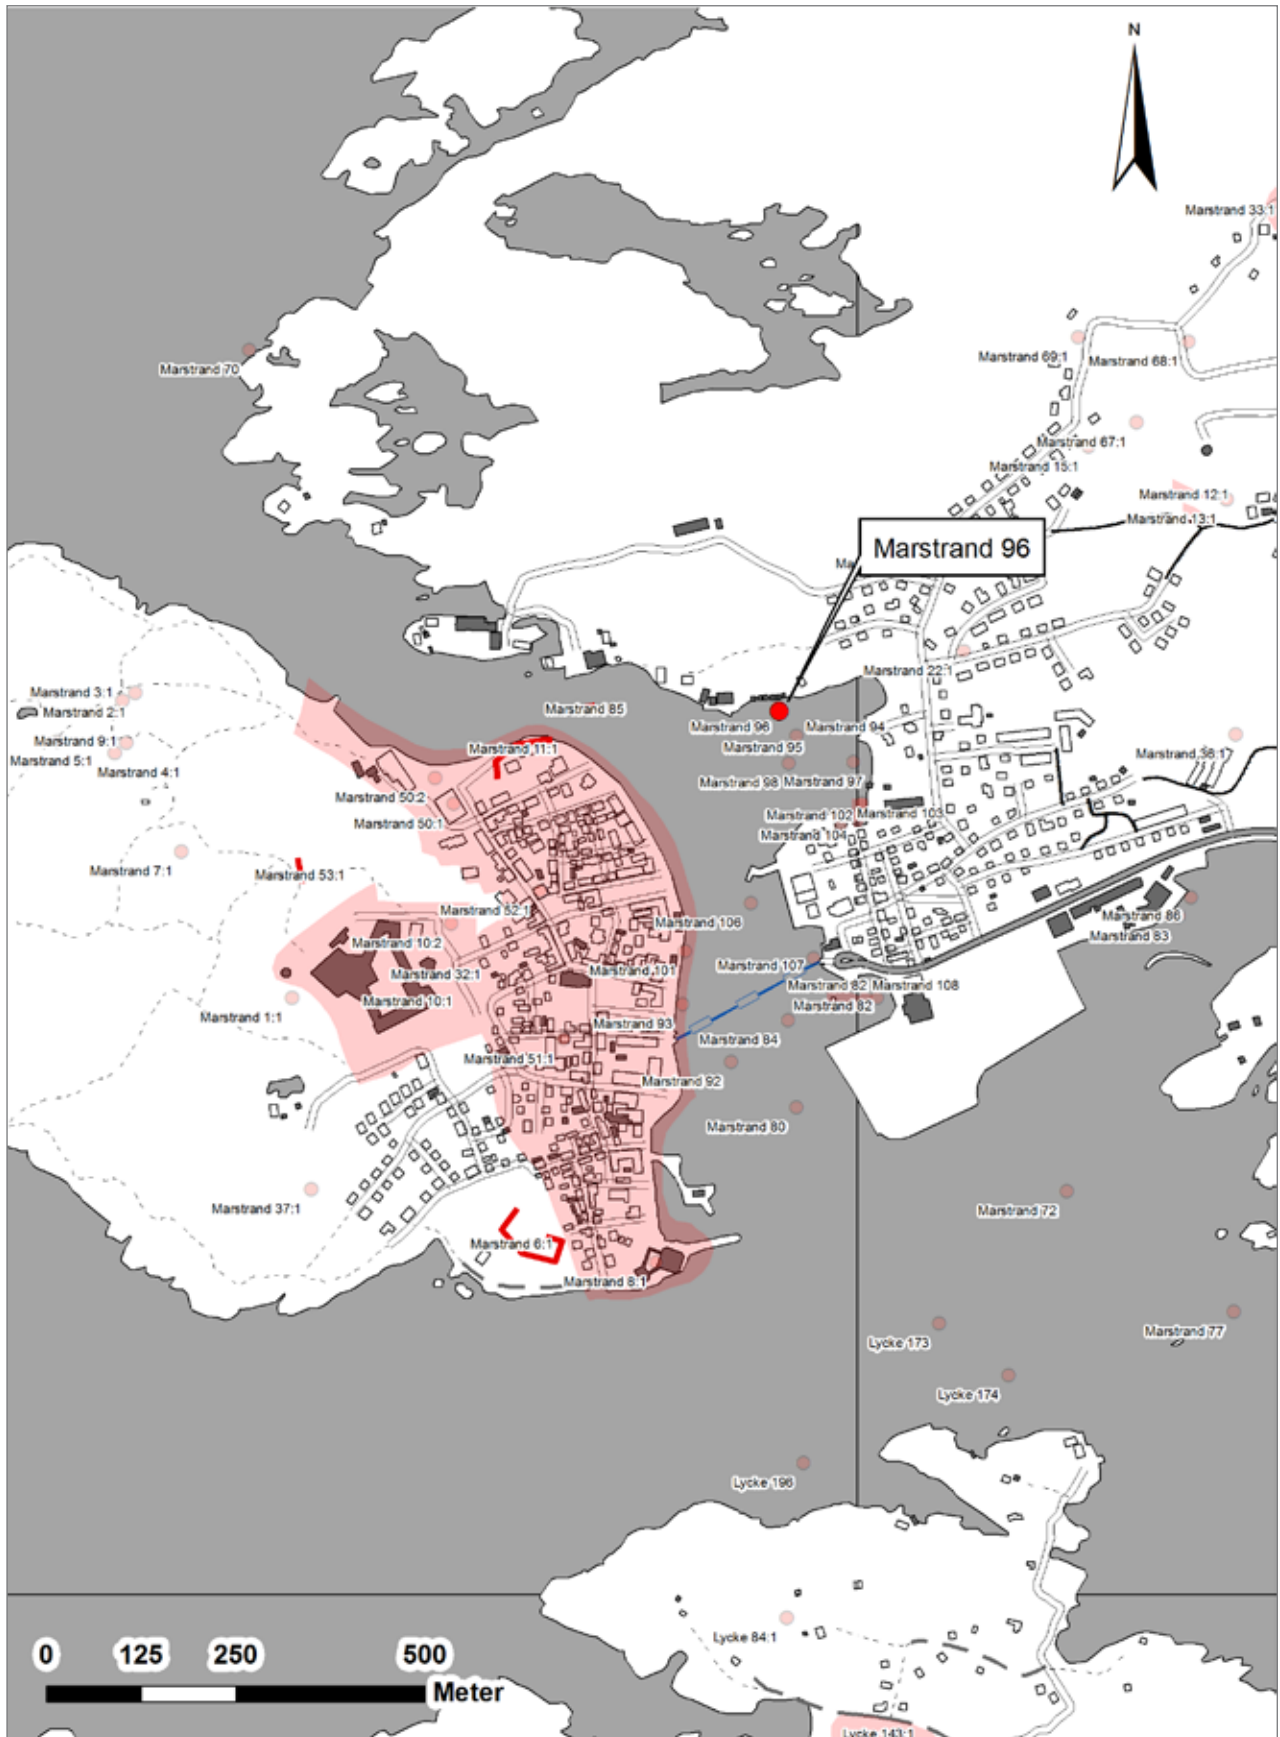 N
Marstrand 33:1
Marstrand 70
Marstrand 69:1
Marstrand 68:1
Marstrand 67:1
Marstrand 15:1
Marstrand 12:1
Marstrand 13:1
Marstrand 96
Ma
Marstrand 22:1
Marstrand 3:1
Marstrand 2:1
Marstrand 85
Marstrand 96
Marstrand 94
Marstrand 9:1
Marstrand 11:1
Marstrand 95
Marstrand 5:1
Marstrand 4:1
Marstrand 36:1
Marstrand 98
Marstrand 97
Marstrand 50:2
Marstrand 50:1
Marstrand 102
Marstrand 103
Marstrand 104
Marstrand 7:1
Marstrand 53:1
Marstrand 52:1
Marstrand 106
Marstrand 86
Marstrand 83
Marstrand 10:2
Marstrand 32:1
Marstrand 101
Marstrand 107
Marstrand 82
Marstrand 108
Marstrand 10:1
Marstrand 82
Marstrand 1:1
Marstrand 93
Marstrand 84
Marstrand 51:1
Marstrand 92
Marstrand 80
Marstrand 37:1
Marstrand 72
Marstrand 6:1
Marstrand 8:1
Marstrand 77
Lycke 173
Lycke 174
Lycke 196
Lycke 84:1
0 125 250 500
Meter
Lycke 143:1